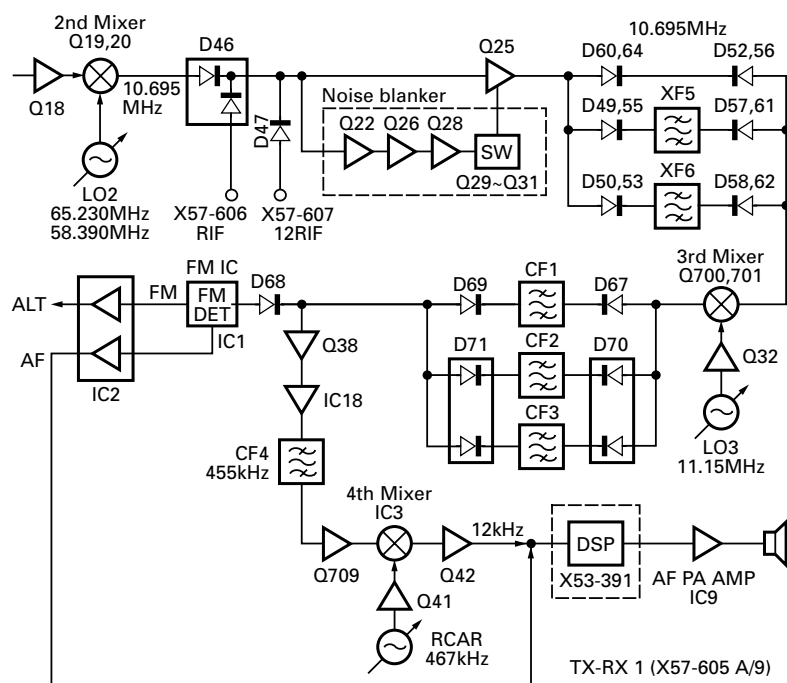 2nd Mixer
Q19,20
D46
Q25
10.695MHz
D60,64
D52,56
Q18
10.695
MHz
Noise blanker
D47
Q22
Q26
Q28
SW
Q29~Q31
D49,55
XF5
D57,61
D50,53
XF6
D58,62
LO2
65.230MHz
58.390MHz
X57-606
RIF
X57-607
12RIF
3rd Mixer
Q700,701
FM IC
D68
D69
CF1
D67
ALT
FM
FM
DET
AF
IC1
IC2
Q38
D71
CF2
D70
Q32
IC18
CF3
LO3
11.15MHz
CF4
455kHz
4th Mixer
IC3
12kHz
DSP
Q709
Q42
X53-391
AF PA AMP
IC9
Q41
RCAR
467kHz
TX-RX 1 (X57-605 A/9)